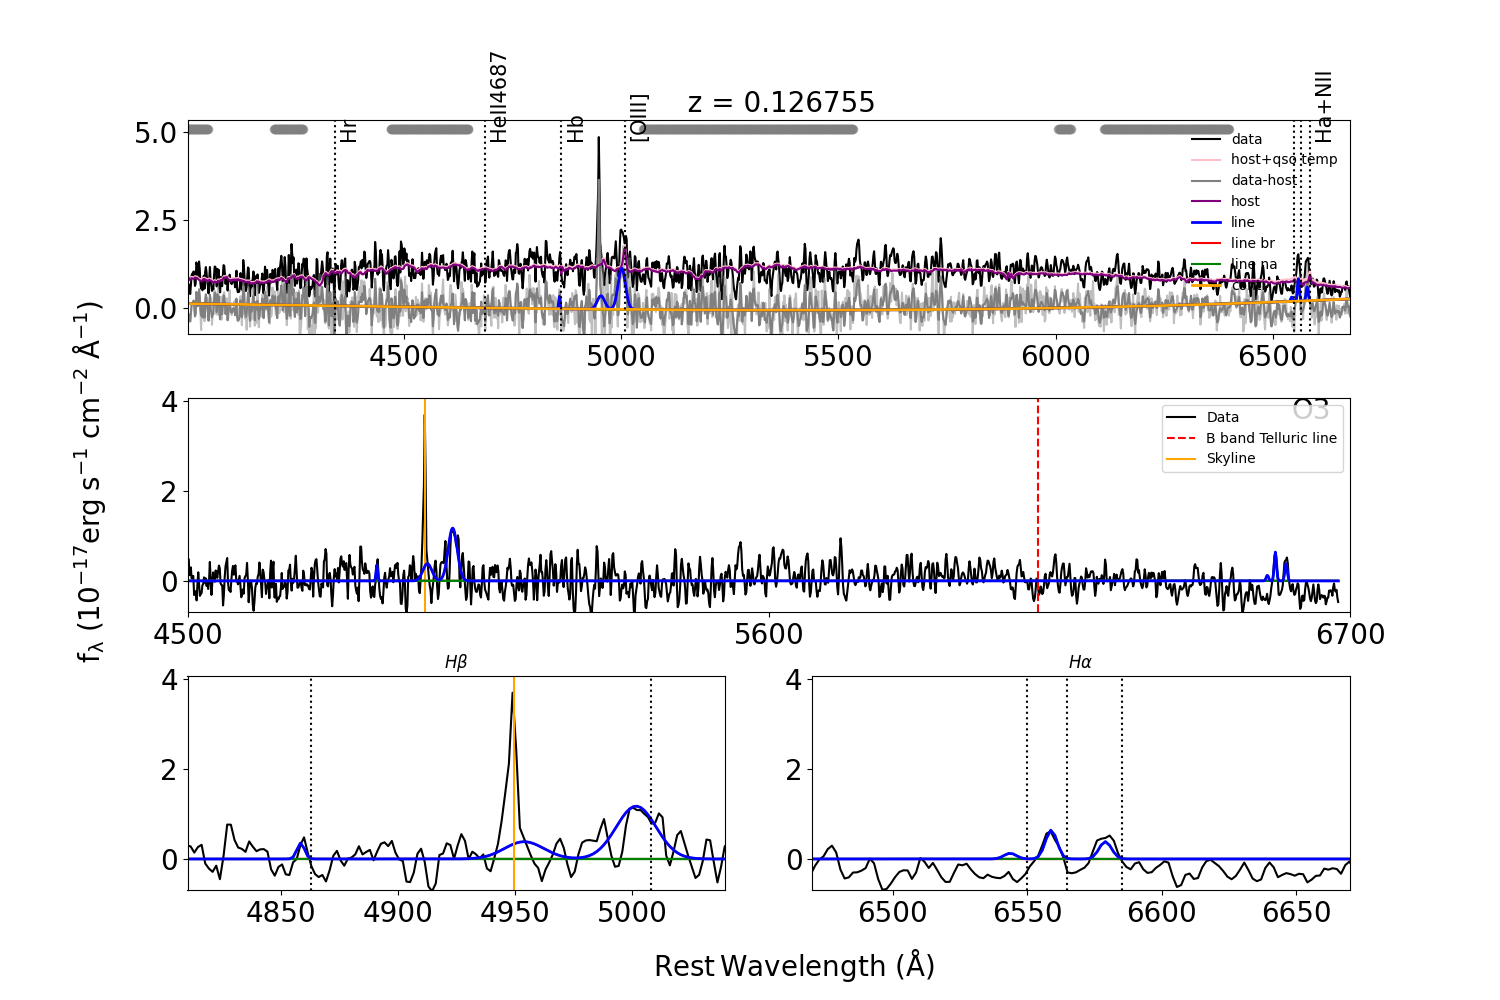 z = 0.126755
Hr
HeII4687
Hb
[OIII]
Ha+NII
5.0
2.5
0.0
data
host+qso temp
data-host
host
line
line br
line na
4500
5000
5500
6000
6500
f_λ (10⁻¹⁷erg s⁻¹ cm⁻² Å⁻¹)
4
2
0
O3
Data
B band Telluric line
Skyline
4500
5600
6700
Hβ
4
2
0
4850
4900
4950
5000
Hα
4
2
0
6500
6550
6600
6650
Rest Wavelength (Å)